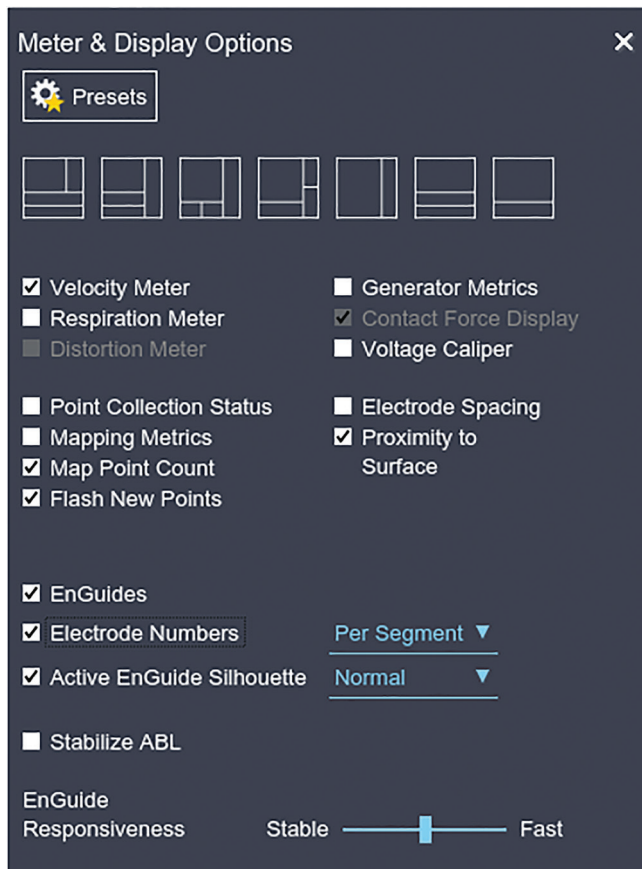 Meter & Display Options
Presets
Velocity Meter
Generator Metrics
Respiration Meter
Contact Force Display
Distortion Meter
Voltage Caliper
Point Collection Status
Electrode Spacing
Mapping Metrics
Proximity to
Map Point Count
Surface
Flash New Points
EnGuides
Electrode Numbers
Per Segment
Active EnGuide Silhouette
Normal
Stabilize ABL
EnGuide
Responsiveness
Stable
Fast